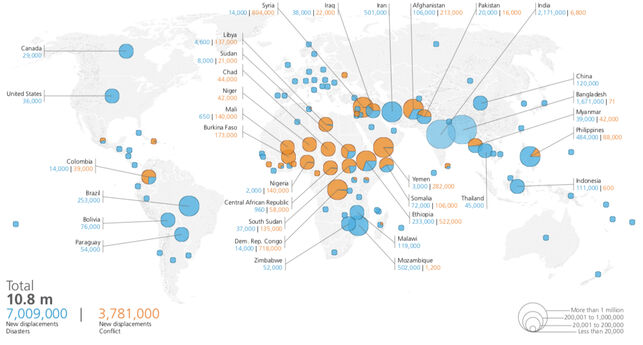 Syria
14,000 | 804,000
Iraq
38,000 | 22,000
Iran
501,000
Afghanistan
106,000 | 213,000
Pakistan
120,000 | 16,000
India
2,171,000 | 6,800
Libya
4,600 | 137,000
Sudan
8,000 | 21,000
Chad
44,000
Niger
42,000
Mali
650 | 140,000
Burkina Faso
173,000
Canada
29,000
United States
36,000
China
120,000
Bangladesh
1,671,000 | 71
Myanmar
39,000 | 42,000
Philippines
484,000 | 88,000
Colombia
14,000 | 39,000
Brazil
253,000
Bolivia
76,000
Paraguay
54,000
Nigeria
2,000 | 140,000
Central African Republic
960 | 58,000
South Sudan
37,000 | 135,000
Dem. Rep. Congo
14,000 | 718,000
Zimbabwe
52,000
Yemen
3,000 | 282,000
Somalia
72,000 | 106,000
Ethiopia
233,000 | 522,000
Malawi
119,000
Mozambique
502,000 | 1,200
Thailand
45,000
Indonesia
111,000 | 600
Total
10.8 m
7,009,000 | 3,781,000
New displacements Disasters
New displacements Conflict
More than 1 million
200,001 to 1,000,000
20,001 to 200,000
Less than 20,000